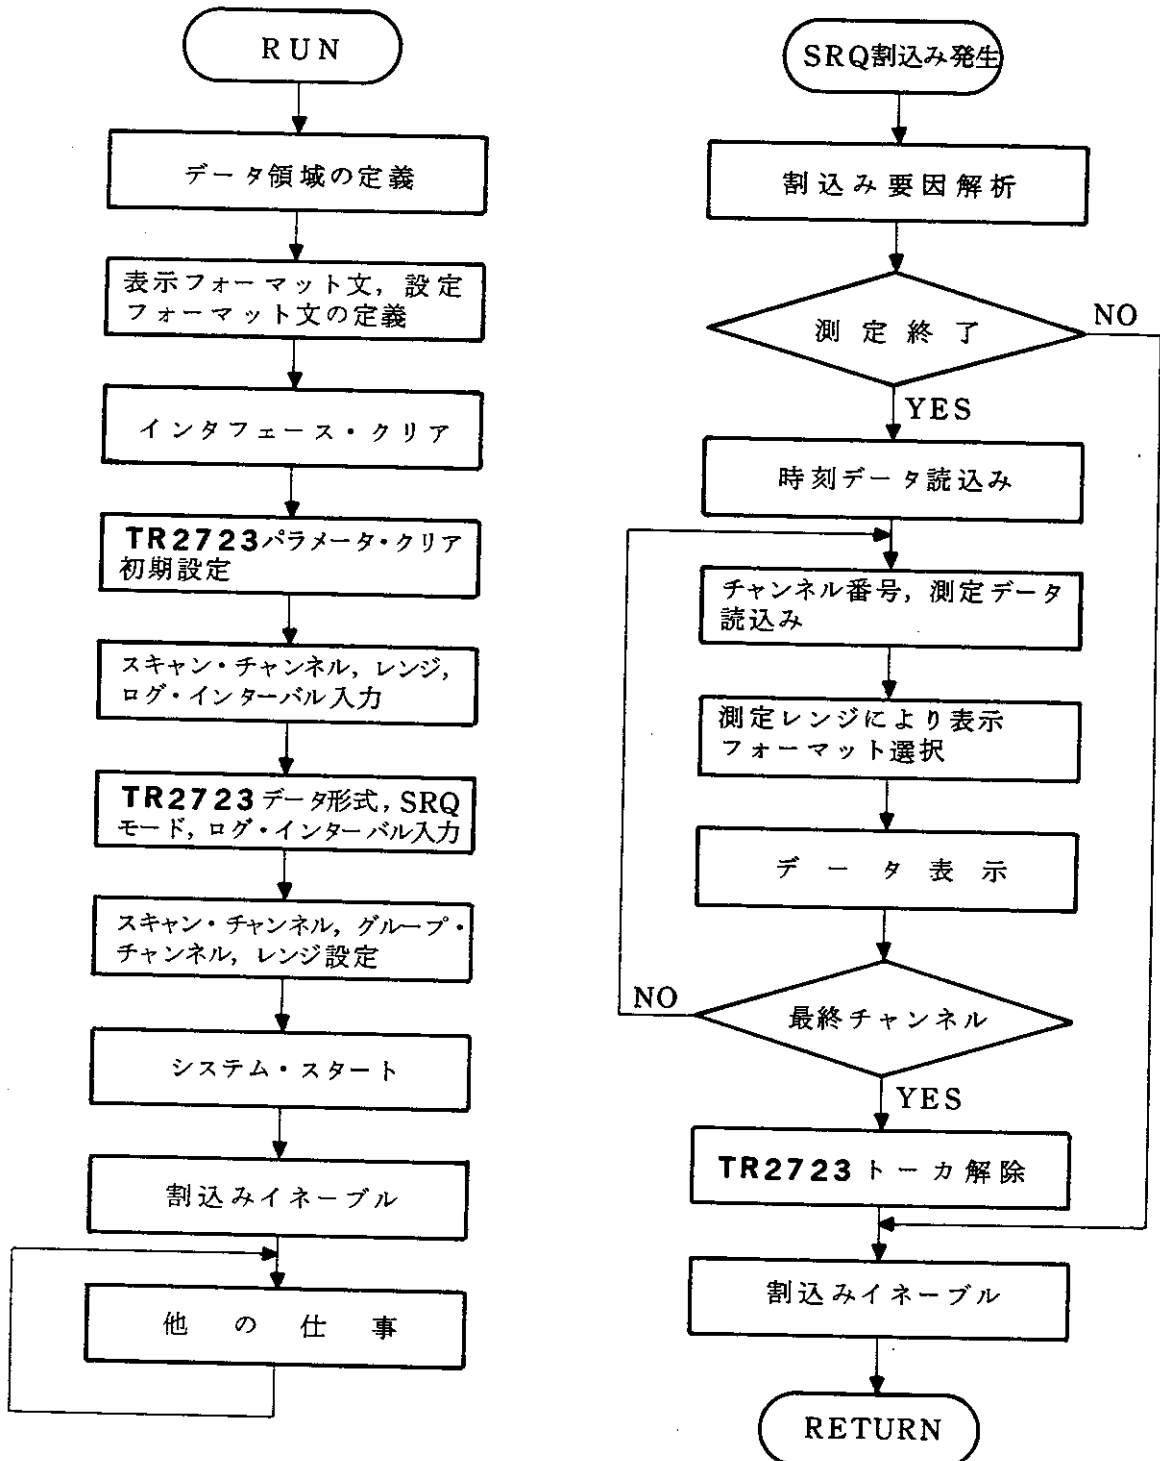 RUN
データ領域の定義
表示フォーマット文, 設定
フォーマット文の定義
インタフェース・クリア
TR2723パラメータ・クリア
初期設定
スキャン・チャンネル, レンジ,
ログ・インターバル入力
TR2723データ形式, SRQ
モード, ログ・インターバル入力
スキャン・チャンネル, グループ・
チャンネル, レンジ設定
システム・スタート
割込みイネーブル
他の仕事
SRQ割込み発生
割込み要因解析
測定終了
NO
YES
時刻データ読込み
チャンネル番号, 測定データ
読込み
測定レンジにより表示
フォーマット選択
データ表示
最終チャンネル
NO
YES
TR2723トーカ解除
割込みイネーブル
RETURN